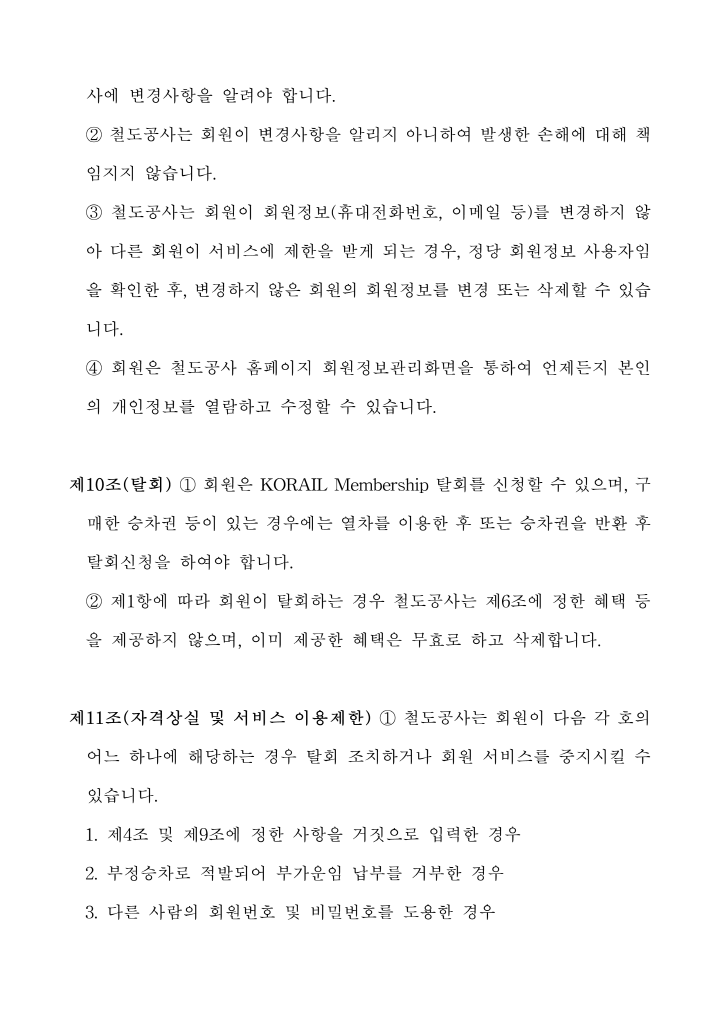 사에 변경사항을 알려야 합니다.
② 철도공사는 회원이 변경사항을 알리지 아니하여 발생한 손해에 대해 책
임지지 않습니다.
③ 철도공사는 회원이 회원정보(휴대전화번호, 이메일 등)를 변경하지 않
아 다른 회원이 서비스에 제한을 받게 되는 경우, 정당 회원정보 사용자임
을 확인한 후, 변경하지 않은 회원의 회원정보를 변경 또는 삭제할 수 있습
니다.
④ 회원은 철도공사 홈페이지 회원정보관리화면을 통하여 언제든지 본인
의 개인정보를 열람하고 수정할 수 있습니다.
제10조(탈회) ① 회원은 KORAIL Membership 탈회를 신청할 수 있으며, 구
매한 승차권 등이 있는 경우에는 열차를 이용한 후 또는 승차권을 반환 후
탈회신청을 하여야 합니다.
② 제1항에 따라 회원이 탈회하는 경우 철도공사는 제6조에 정한 혜택 등
을 제공하지 않으며, 이미 제공한 혜택은 무효로 하고 삭제합니다.
제11조(자격상실 및 서비스 이용제한) ① 철도공사는 회원이 다음 각 호의
어느 하나에 해당하는 경우 탈회 조치하거나 회원 서비스를 중지시킬 수
있습니다.
1. 제4조 및 제9조에 정한 사항을 거짓으로 입력한 경우
2. 부정승차로 적발되어 부가운임 납부를 거부한 경우
3. 다른 사람의 회원번호 및 비밀번호를 도용한 경우